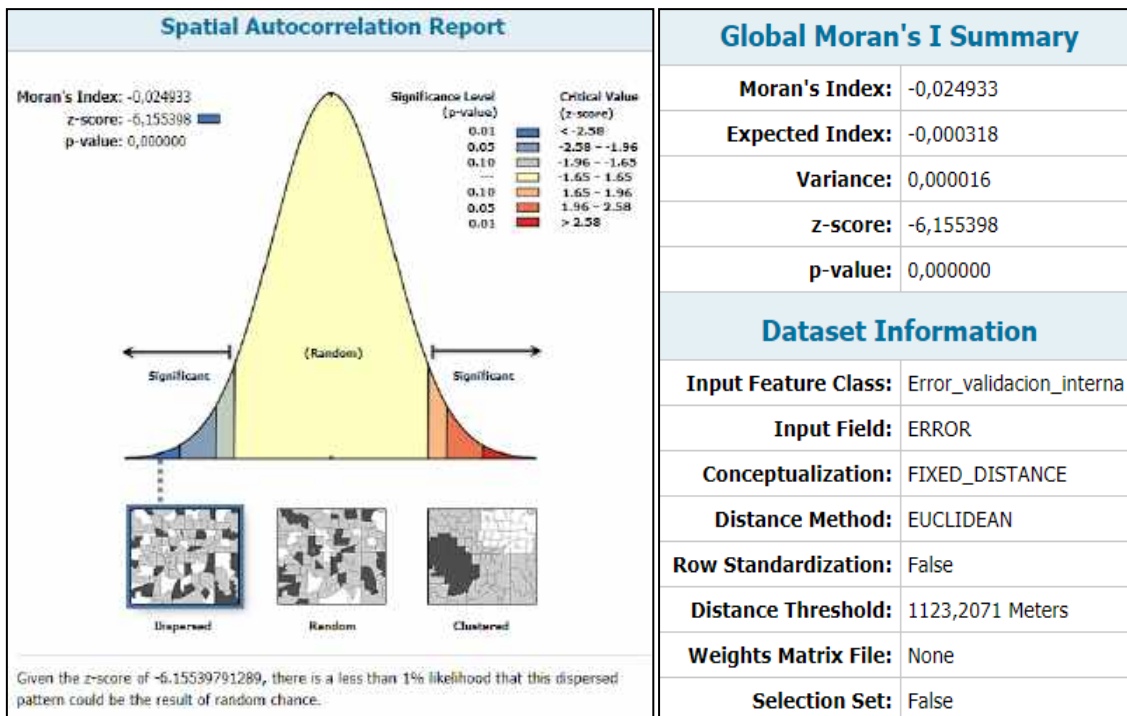 Spatial Autocorrelation Report
Moran's Index: -0,024933
z-score: -6,155398
p-value: 0,000000
Significance Level
(p-value)
Critical Value
(z-score)
0.01 < -2.58
0.05 -2.58 – -1.96
0.10 -1.96 – -1.65
--- -1.65 – 1.65
0.10 1.65 – 1.96
0.05 1.96 – 2.58
0.01 > 2.58
(Random)
Significant
Significant
Dispersed
Random
Clustered
Given the z-score of -6.15539791289, there is a less than 1% likelihood that this dispersed
pattern could be the result of random chance.
Global Moran's I Summary
Moran's Index: -0,024933
Expected Index: -0,000318
Variance: 0,000016
z-score: -6,155398
p-value: 0,000000
Dataset Information
Input Feature Class: Error_validacion_interna
Input Field: ERROR
Conceptualization: FIXED_DISTANCE
Distance Method: EUCLIDEAN
Row Standardization: False
Distance Threshold: 1123,2071 Meters
Weights Matrix File: None
Selection Set: False